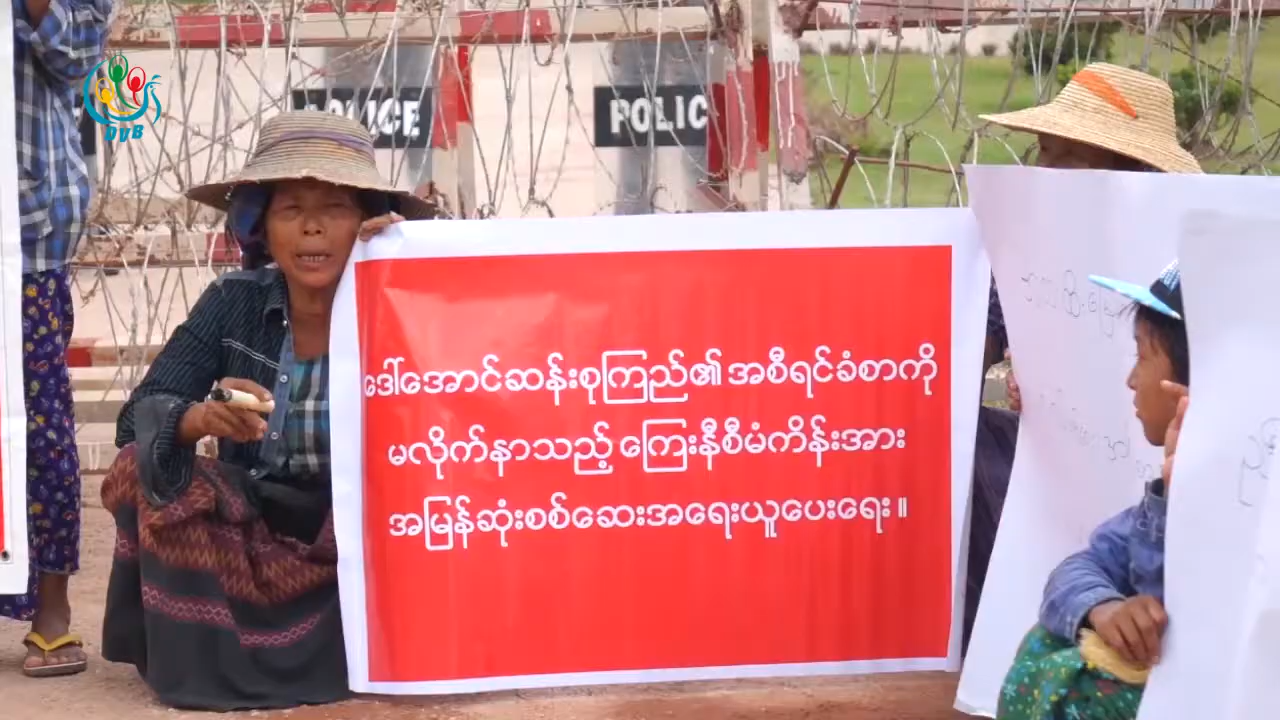 DVB
POLICE
POLIC
ဒေါ်အောင်ဆန်းစုကြည်၏ အစီရင်ခံစာကို
မလိုက်နာသည့် ကြေးနီစီမံကိန်းအား
အမြန်ဆုံးစစ်ဆေးအရေးယူပေးရေး။